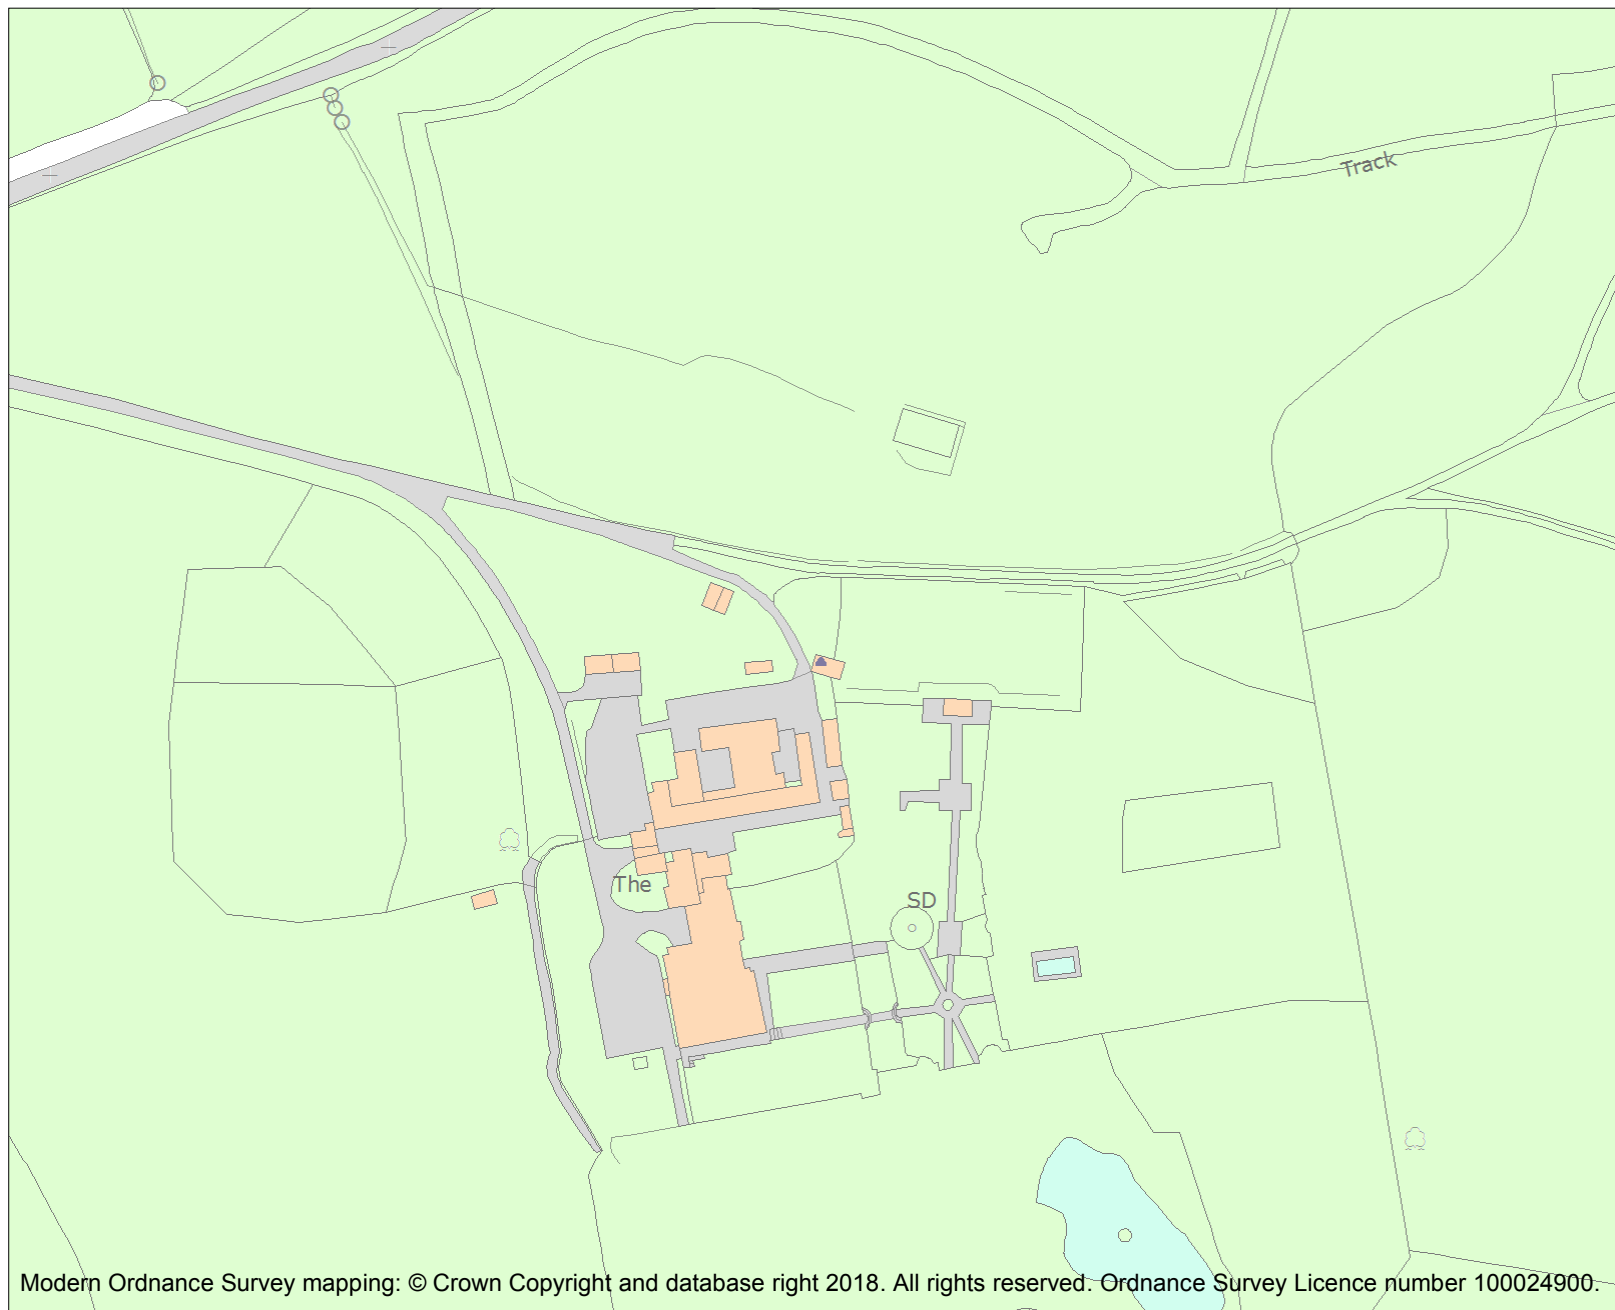 Track
The
SD
Modern Ordnance Survey mapping: © Crown Copyright and database right 2018. All rights reserved. Ordnance Survey Licence number 100024900.